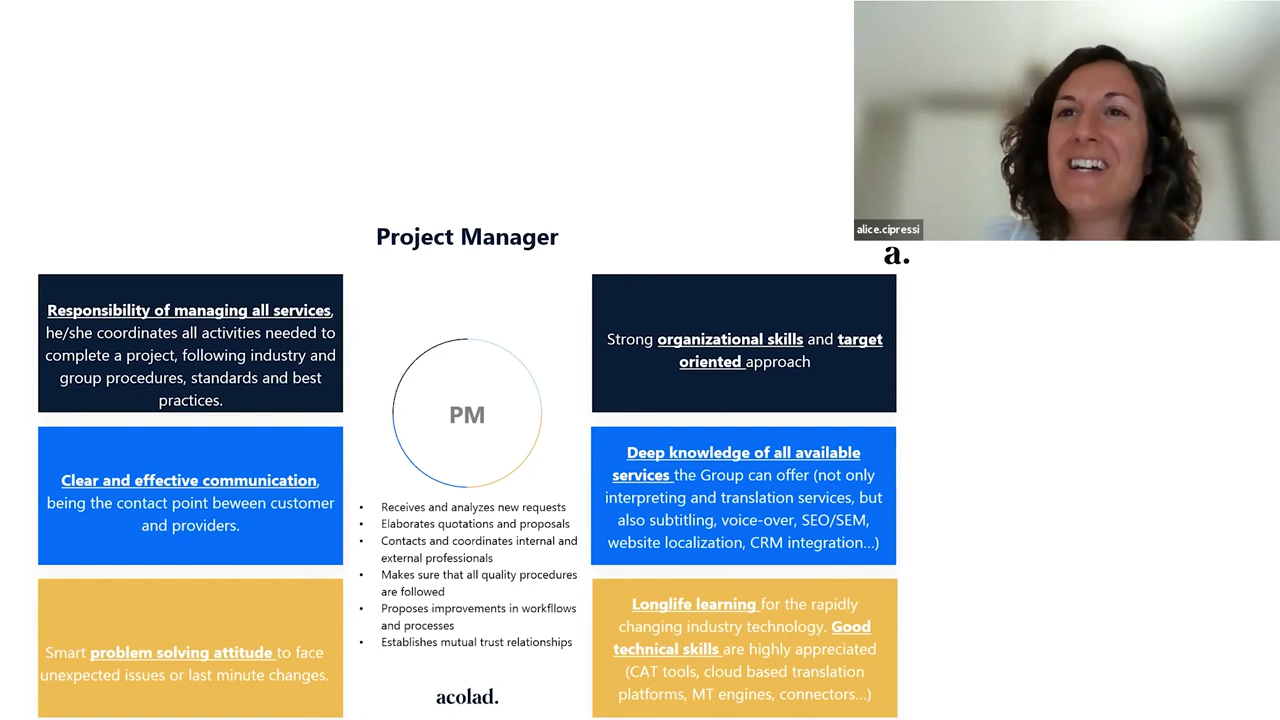 alice.cipressi
a.
Project Manager
Responsibility of managing all services,
he/she coordinates all activities needed to
complete a project, following industry and
group procedures, standards and best
practices.
Clear and effective communication,
being the contact point beween customer
and providers.
Smart problem solving attitude to face
unexpected issues or last minute changes.
PM
• Receives and analyzes new requests
• Elaborates quotations and proposals
• Contacts and coordinates internal and
external professionals
• Makes sure that all quality procedures
are followed
• Proposes improvements in workfllows
and processes
• Establishes mutual trust relationships
acolad.
Strong organizational skills and target
oriented approach
Deep knowledge of all available
services the Group can offer (not only
interpreting and translation services, but
also subtitling, voice-over, SEO/SEM,
website localization, CRM integration...)
Longlife learning for the rapidly
changing industry technology. Good
technical skills are highly appreciated
(CAT tools, cloud based translation
platforms, MT engines, connectors...)